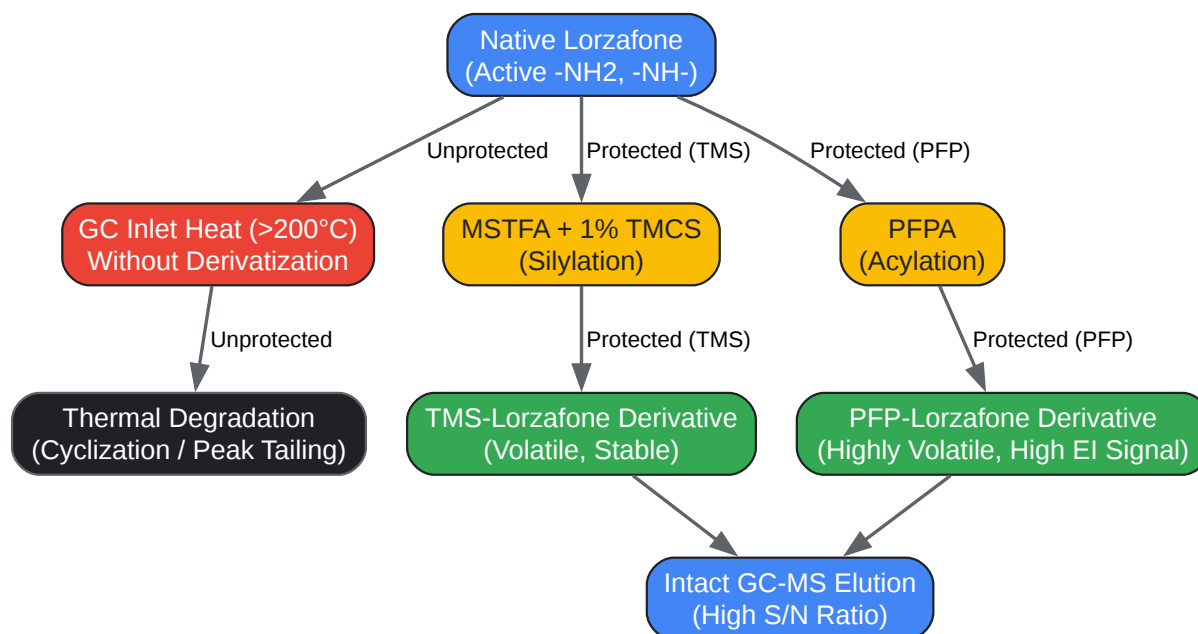 Native Lorzafone
(Active -NH2, -NH-)
Unprotected
Protected (TMS)
Protected (PFP)
GC Inlet Heat (>200°C)
Without Derivatization
MSTFA + 1% TMCS
(Silylation)
PFPA
(Acylation)
Unprotected
Protected (TMS)
Protected (PFP)
Thermal Degradation
(Cyclization / Peak Tailing)
TMS-Lorzafone Derivative
(Volatile, Stable)
PFP-Lorzafone Derivative
(Highly Volatile, High EI Signal)
Intact GC-MS Elution
(High S/N Ratio)